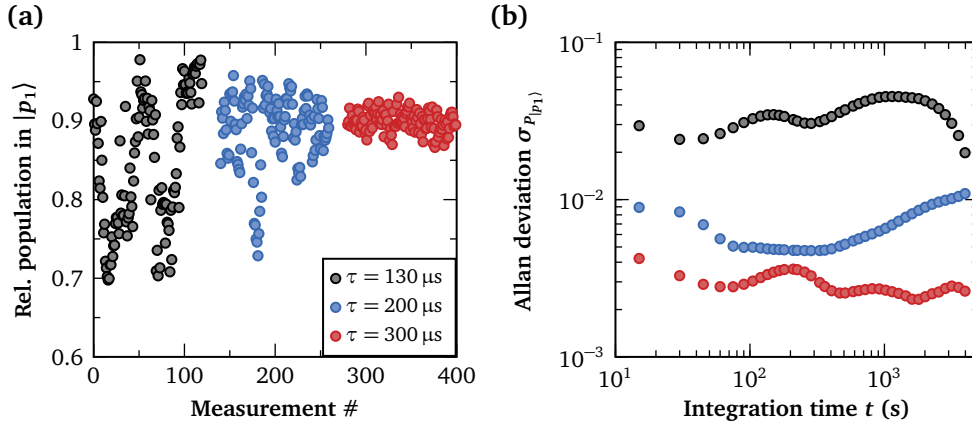 (a)
Rel. population in |p₁⟩
1
0.9
0.8
0.7
0.6
0
100
200
300
400
Measurement #
τ = 130 µs
τ = 200 µs
τ = 300 µs
(b)
Allan deviation σ_P|p₁⟩
10⁻¹
10⁻²
10⁻³
10¹
10²
10³
Integration time t (s)